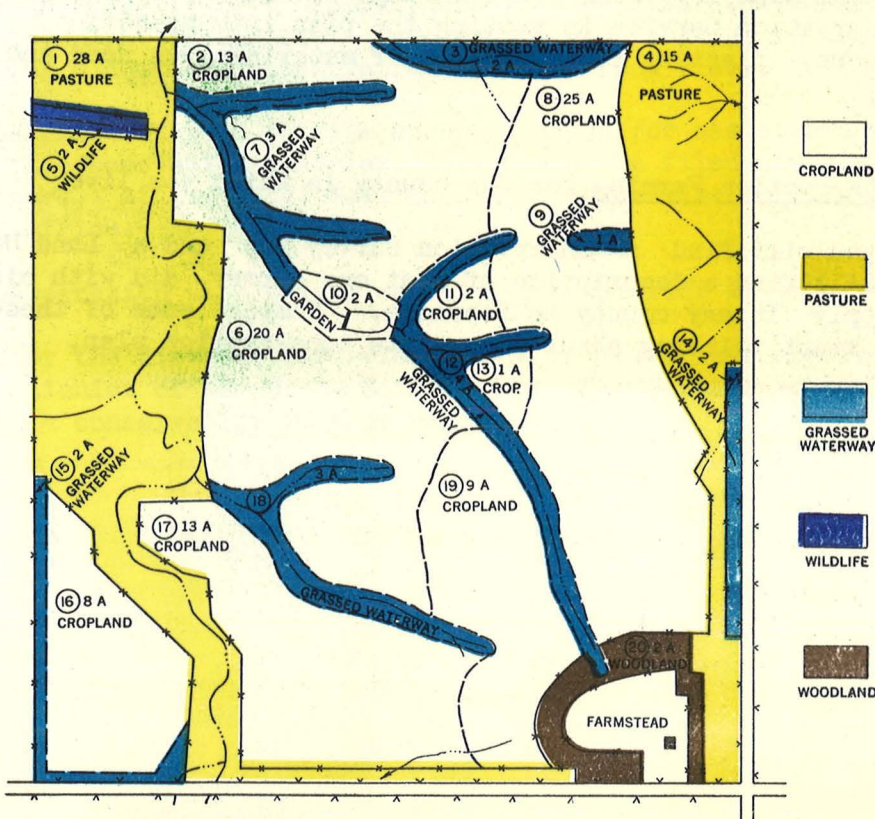 1 28 A
PASTURE
2 13 A
CROPLAND
3 GRASSED WATERWAY
2 A
4 15 A
PASTURE
5 2 A
WILDLIFE
7 3 A
GRASSED
WATERWAY
8 25 A
CROPLAND
9
GRASSED
WATERWAY
1 A
10 2 A
GARDEN
11 2 A
CROPLAND
6 20 A
CROPLAND
12 4 A
GRASSED
WATERWAY
13 1 A
CROP.
14 2 A
GRASSED
WATERWAY
15 2 A
GRASSED
WATERWAY
18 3 A
GRASSED WATERWAY
19 9 A
CROPLAND
17 13 A
CROPLAND
16 8 A
CROPLAND
20 2 A
WOODLAND
FARMSTEAD
CROPLAND
PASTURE
GRASSED
WATERWAY
WILDLIFE
WOODLAND